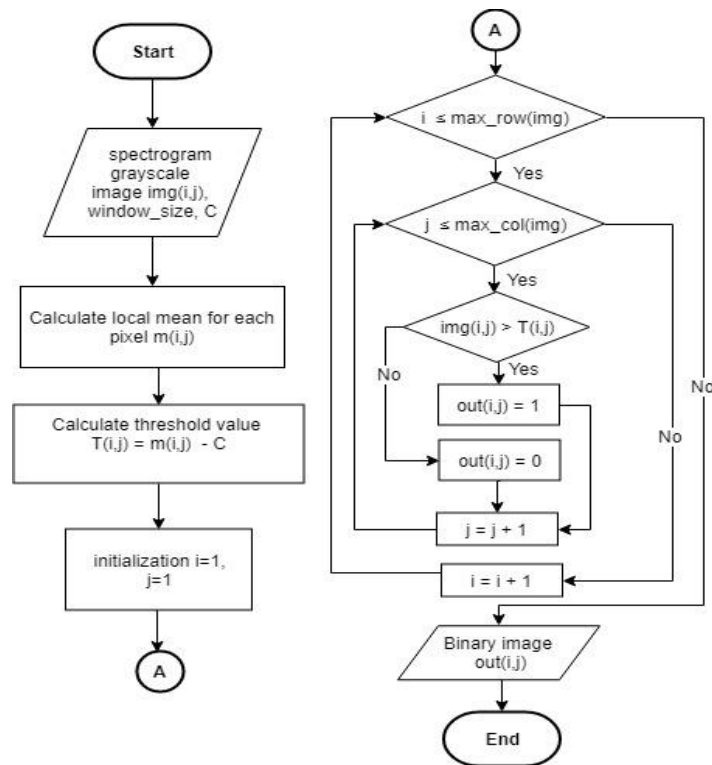 Start
spectrogram
grayscale
image img(i,j),
window_size, C
Calculate local mean for each
pixel m(i,j)
Calculate threshold value
T(i,j) = m(i,j) - C
initialization i=1,
j=1
A
A
i ≤ max_row(img)
Yes
j ≤ max_col(img)
Yes
img(i,j) > T(i,j)
No
Yes
No
out(i,j) = 1
No
out(i,j) = 0
j = j + 1
i = i + 1
Binary image
out(i,j)
End